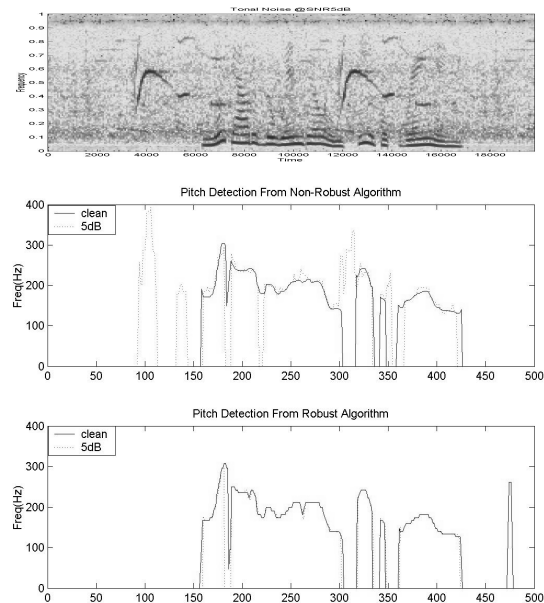 Tonal Noise @SNR5dB
1
0.9
0.8
0.7
0.6
0.5
0.4
0.3
0.2
0.1
0
Frequency
0 2000 4000 6000 8000 10000 12000 14000 16000 18000
Time
Pitch Detection From Non-Robust Algorithm
clean
5dB
400
300
200
100
0
Freq(Hz)
0 50 100 150 200 250 300 350 400 450 500
Pitch Detection From Robust Algorithm
clean
5dB
400
300
200
100
0
Freq(Hz)
0 50 100 150 200 250 300 350 400 450 500